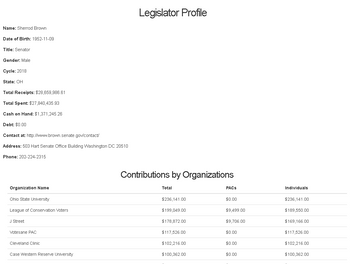 Legislator Profile
Name: Sherrod Brown
Date of Birth: 1952-11-09
Title: Senator
Gender: Male
Cycle: 2018
State: OH
Total Receipts: $28,659,988.61
Total Spent: $27,940,435.93
Cash on Hand: $1,371,240.26
Debt: $0.00
Contact at: http://www.brown.senate.gov/contact/
Address: 503 Hart Senate Office Building Washington DC 20510
Phone: 202-224-2315
Contributions by Organizations
Organization Name Total PACs Individuals
Ohio State University $236,141.00 $0.00 $236,141.00
League of Conservation Voters $199,049.00 $9,499.00 $189,550.00
J Street $178,872.00 $9,706.00 $169,166.00
Votesane PAC $117,536.00 $0.00 $117,536.00
Cleveland Clinic $102,216.00 $0.00 $102,216.00
Case Western Reserve University $100,362.00 $0.00 $100,362.00